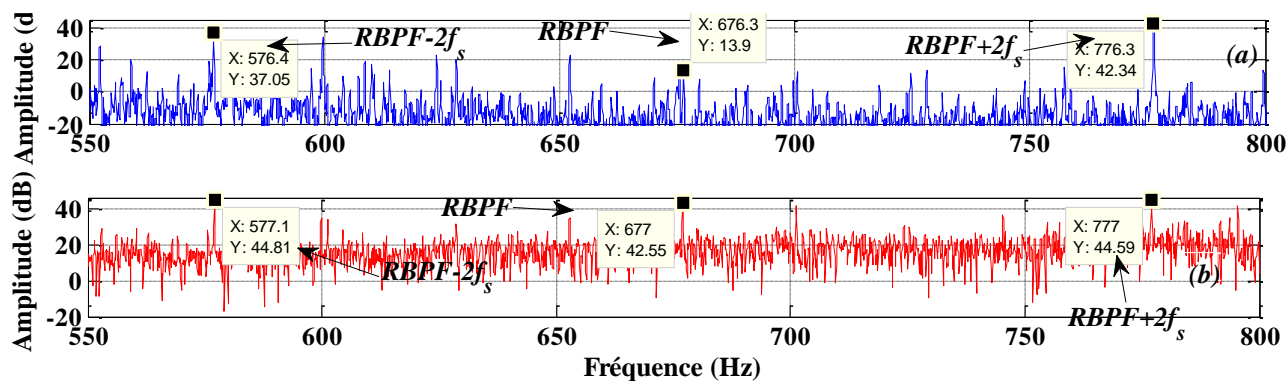 Amplitude (d
40
20
0
-20
RBPF-2fs
X: 576.4
Y: 37.05
RBPF
X: 676.3
Y: 13.9
RBPF+2fs
X: 776.3
Y: 42.34
(a)
550
600
650
700
750
800
Amplitude (dB)
40
20
0
-20
X: 577.1
Y: 44.81
RBPF-2fs
RBPF
X: 677
Y: 42.55
X: 777
Y: 44.59
RBPF+2fs
(b)
550
600
650
700
750
800
Fréquence (Hz)